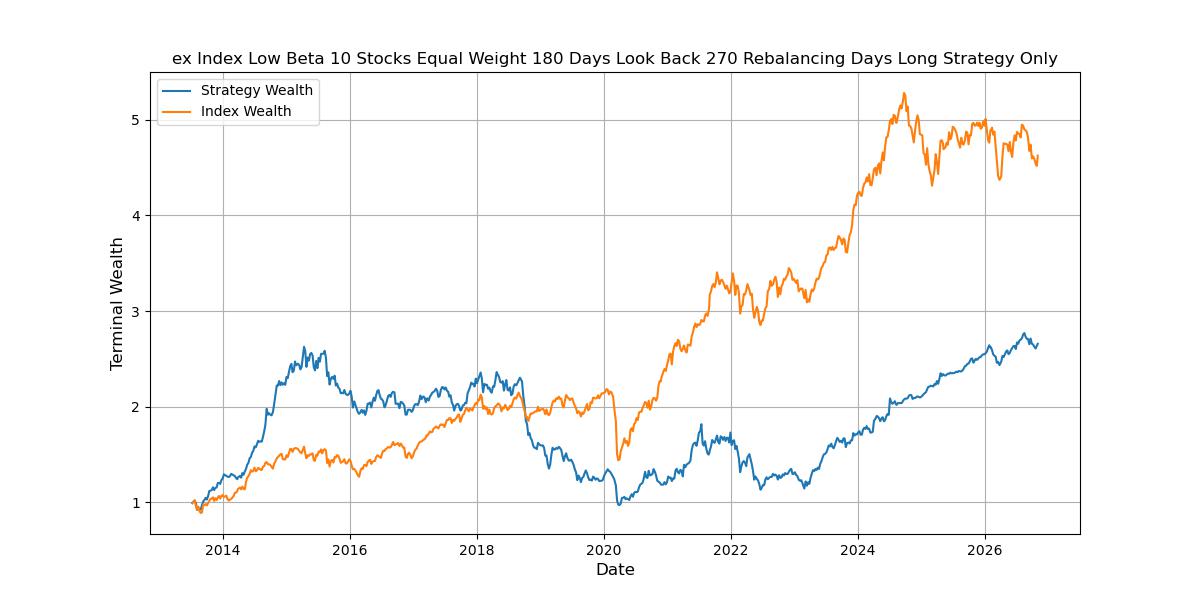 ex Index Low Beta 10 Stocks Equal Weight 180 Days Look Back 270 Rebalancing Days Long Strategy Only
Strategy Wealth
Index Wealth
Terminal Wealth
5
4
3
2
1
2014 2016 2018 2020 2022 2024 2026
Date